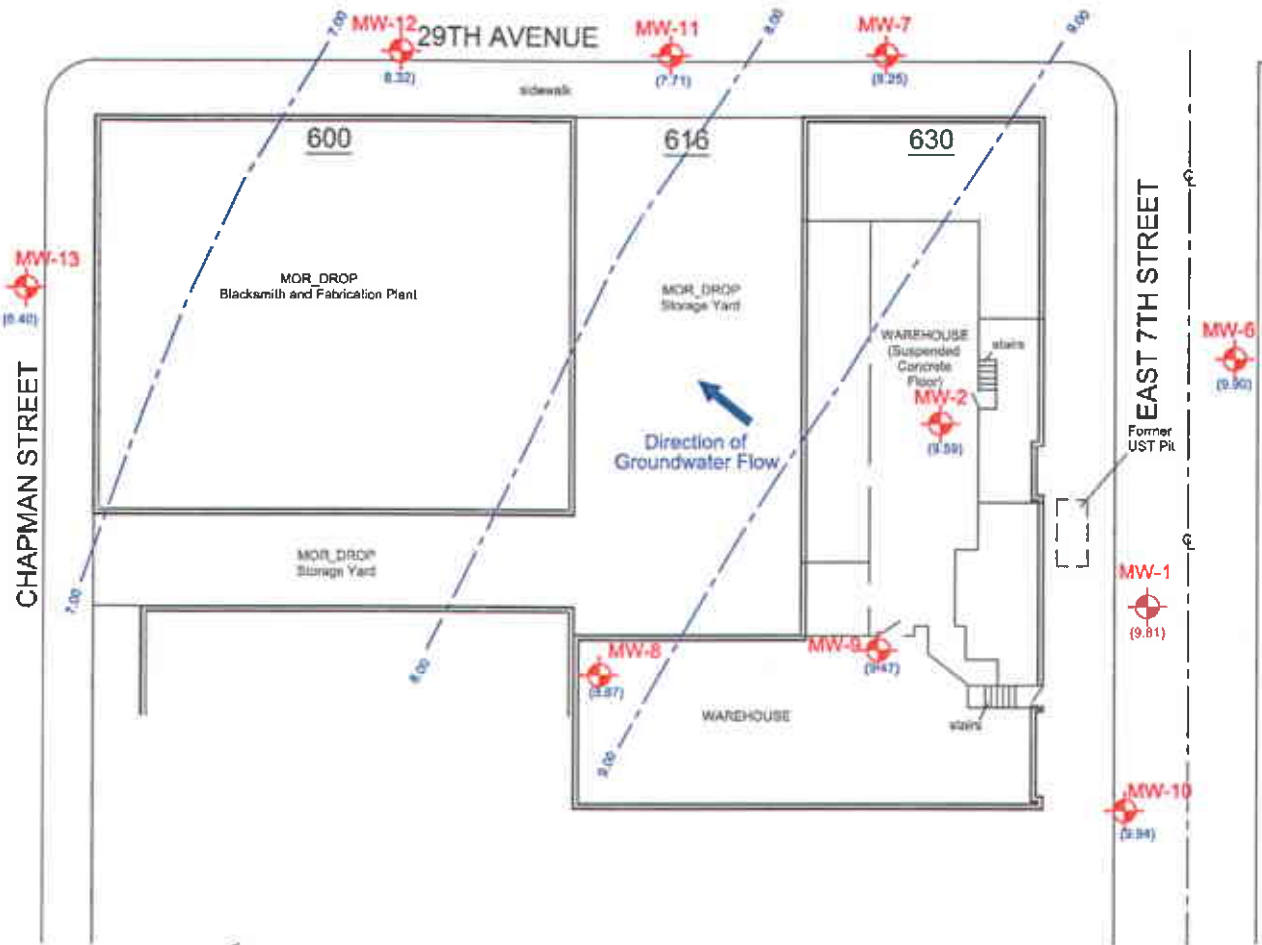 7.00
MW-12
29TH AVENUE
MW-11
8.00
MW-7
9.00
(8.32)
(7.71)
(8.25)
sidewalk
600
616
630
MW-13
(6.40)
MOR_DROP
Blacksmith and Fabrication Plant
MOR_DROP
Storage Yard
WAREHOUSE
(Suspended
Concrete
Floor)
stairs
MW-2
(9.59)
EAST 7TH STREET
MW-6
(9.90)
CHAPMAN STREET
Direction of
Groundwater Flow
Former
UST Pit
MOR_DROP
Storage Yard
7.00
MW-1
(9.81)
8.00
MW-8
(8.87)
MW-9
(9.47)
WAREHOUSE
stairs
9.00
MW-10
(9.94)